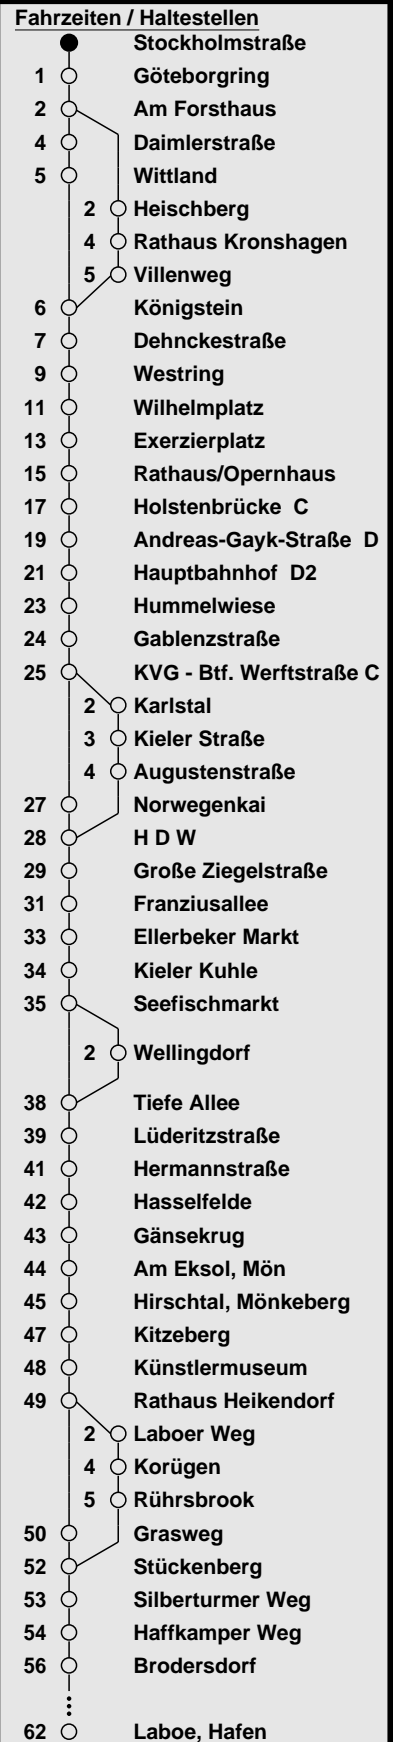 Fahrzeiten / Haltestellen
Stockholmstraße
1 Göteborgring
2 Am Forsthaus
4 Daimlerstraße
5 Wittland
2 Heischberg
4 Rathaus Kronshagen
5 Villenweg
6 Königstein
7 Dehnckestraße
9 Westring
11 Wilhelmplatz
13 Exerzierplatz
15 Rathaus/Opernhaus
17 Holstenbrücke C
19 Andreas-Gayk-Straße D
21 Hauptbahnhof D2
23 Hummelwiese
24 Gablenzstraße
25 KVG - Btf. Werftstraße C
2 Karlstal
3 Kieler Straße
4 Augustenstraße
27 Norwegenkai
28 H D W
29 Große Ziegelstraße
31 Franziusallee
33 Ellerbeker Markt
34 Kieler Kuhle
35 Seefischmarkt
2 Wellingdorf
38 Tiefe Allee
39 Lüderitzstraße
41 Hermannstraße
42 Hasselfelde
43 Gänsekrug
44 Am Eksol, Mön
45 Hirschtal, Mönkeberg
47 Kitzeberg
48 Künstlermuseum
49 Rathaus Heikendorf
2 Laboer Weg
4 Korügen
5 Rührsbrook
50 Grasweg
52 Stückenberg
53 Silberturmer Weg
54 Haffkamper Weg
56 Brodersdorf
62 Laboe, Hafen